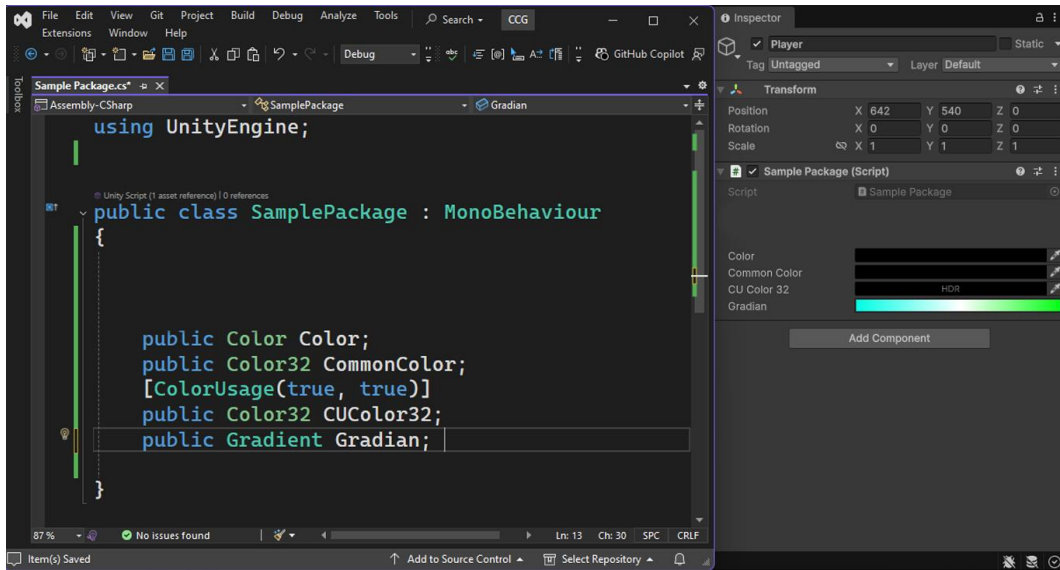 File Edit View Git Project Build Debug Analyze Tools Search CCG
Extensions Window Help
Debug GitHub Copilot
Toolbox
Sample Package.cs*
Assembly-CSharp SamplePackage Gradian
using UnityEngine;
Unity Script (1 asset reference) | 0 references
public class SamplePackage : MonoBehaviour
{
public Color Color;
public Color32 CommonColor;
[ColorUsage(true, true)]
public Color32 CUColor32;
public Gradient Gradian;
}
87 % No issues found Ln: 13 Ch: 30 SPC CRLF
Item(s) Saved Add to Source Control Select Repository
Inspector
Player Static
Tag Untagged Layer Default
Transform
Position X 642 Y 540 Z 0
Rotation X 0 Y 0 Z 0
Scale X 1 Y 1 Z 1
# Sample Package (Script)
Script Sample Package
Color
Common Color
CU Color 32 HDR
Gradian
Add Component